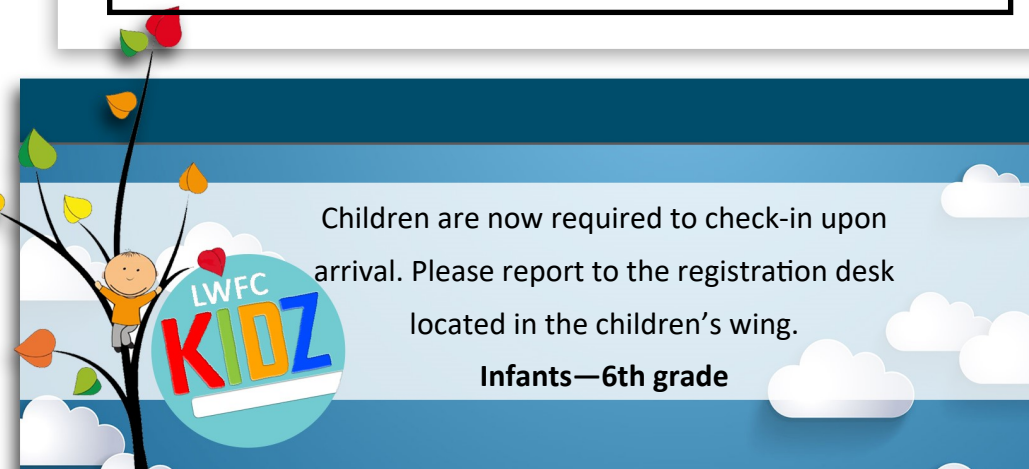 Children are now required to check-in upon
arrival. Please report to the registration desk
located in the children's wing.
Infants—6th grade
LWFC
KIDZ